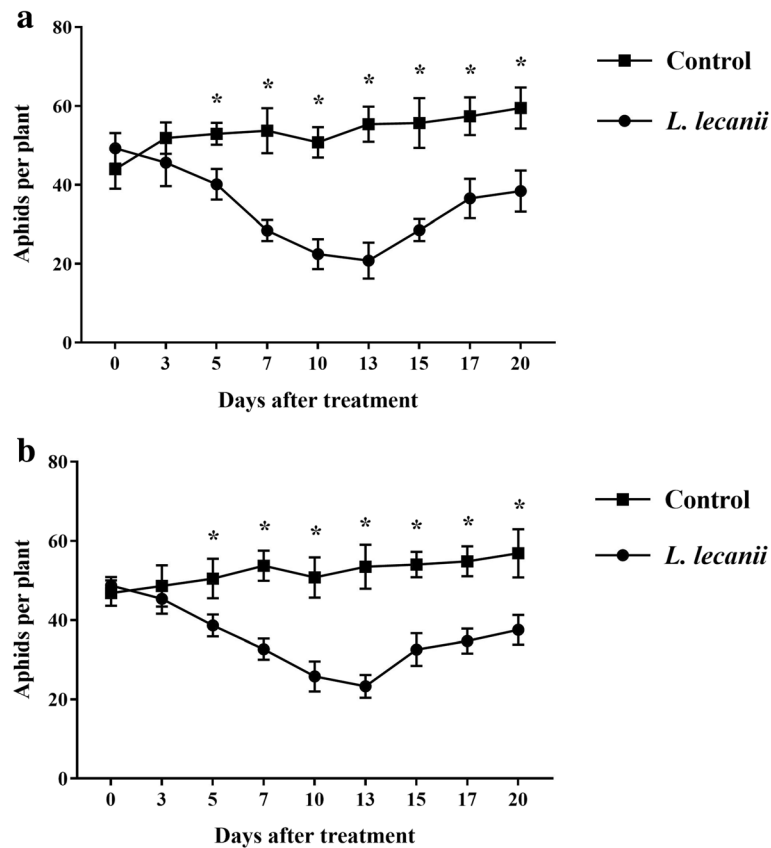 a
80
60
40
20
0
Aphids per plant
* * * * * * *
0 3 5 7 10 13 15 17 20
Days after treatment
Control
L. lecanii
b
80
60
40
20
0
Aphids per plant
* * * * * * *
0 3 5 7 10 13 15 17 20
Days after treatment
Control
L. lecanii